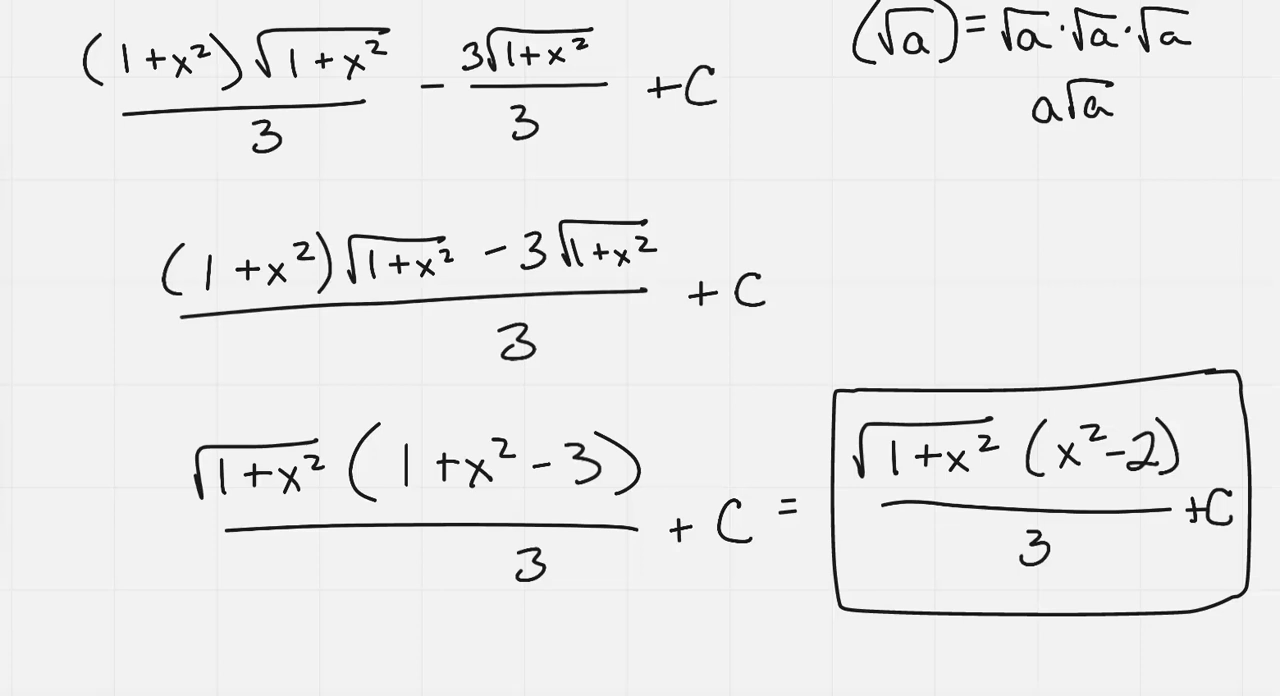 (1+x²)√(1+x²) / 3 - 3√(1+x²) / 3 + C
(√a) = √a·√a·√a
a√a
((1+x²)√(1+x²) - 3√(1+x²)) / 3 + C
√(1+x²) (1+x²-3) / 3 + C = √(1+x²) (x²-2) / 3 + C